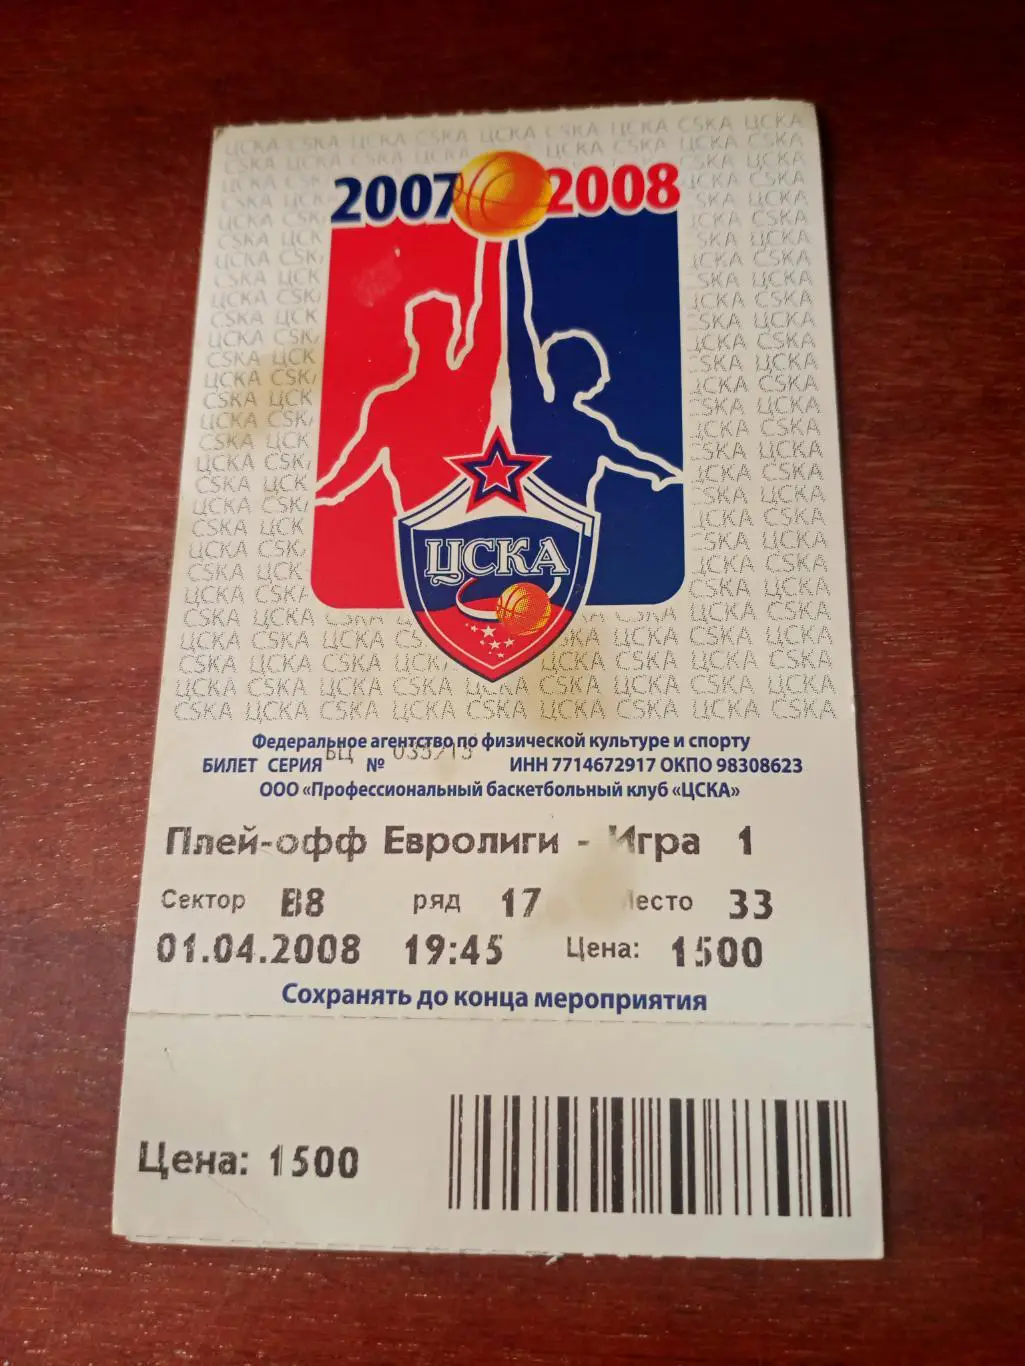 2007 2008
ЦСКА
Федеральное агентство по физической культуре и спорту
БИЛЕТ СЕРИЯ БЦ № ИНН 7714672917 ОКПО 98308623
ООО «Профессиональный баскетбольный клуб «ЦСКА»
Плей-офф Евролиги - Игра 1
Сектор В8 ряд 17 Место 33
01.04.2008 19:45 Цена: 1500
Сохранять до конца мероприятия
Цена: 1500